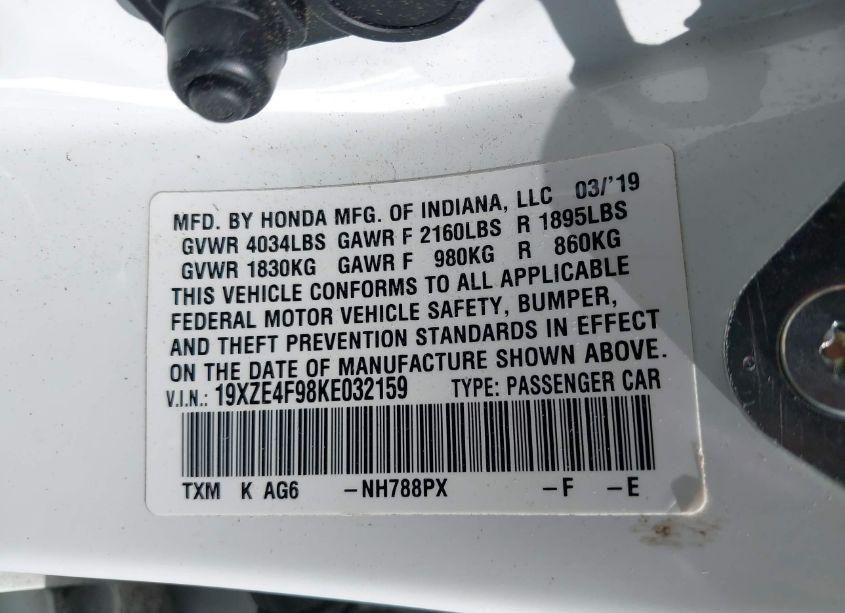 MFD. BY HONDA MFG. OF INDIANA, LLC 03/'19
GVWR 4034LBS GAWR F 2160LBS R 1895LBS
GVWR 1830KG GAWR F 980KG R 860KG
THIS VEHICLE CONFORMS TO ALL APPLICABLE
FEDERAL MOTOR VEHICLE SAFETY, BUMPER,
AND THEFT PREVENTION STANDARDS IN EFFECT
ON THE DATE OF MANUFACTURE SHOWN ABOVE.
V.I.N.: 19XZE4F98KE032159 TYPE: PASSENGER CAR
TXM K AG6 -NH788PX -F -E